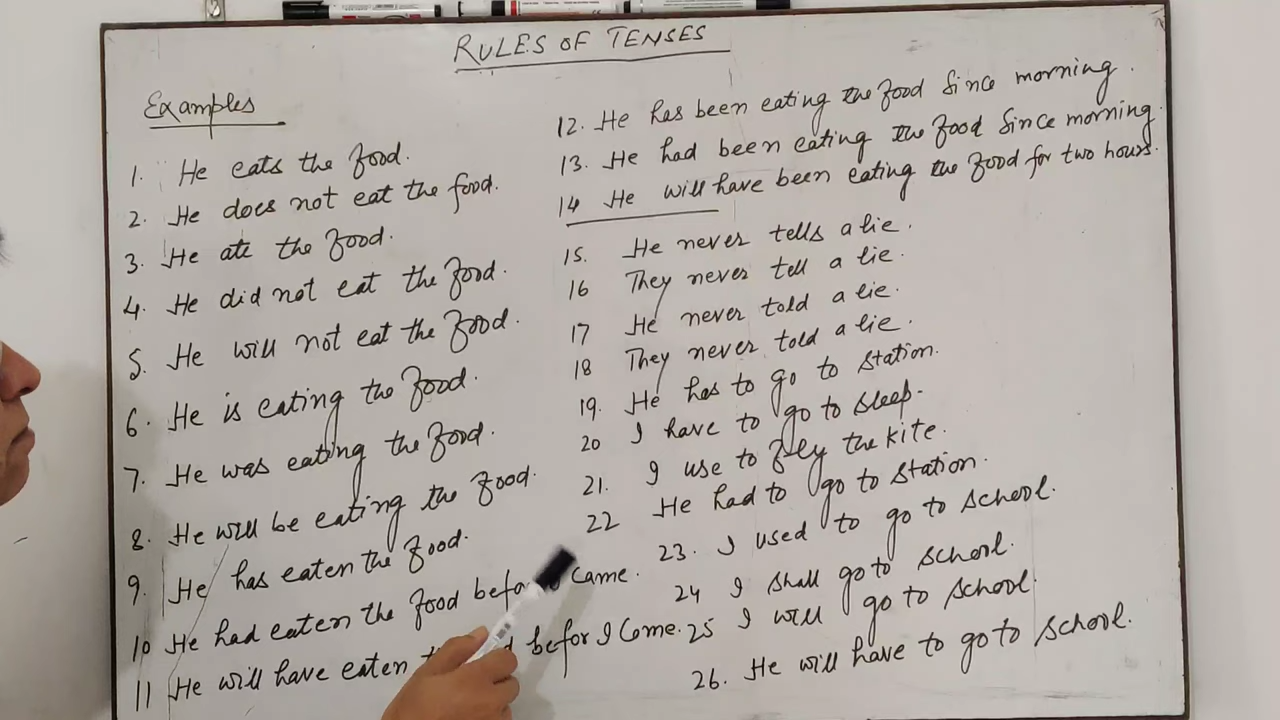 RULES OF TENSES
Examples
1. He eats the food.
2. He does not eat the food.
3. He ate the food.
4. He did not eat the food.
5. He will not eat the food.
6. He is eating the food.
7. He was eating the food.
8. He will be eating the food.
9. He has eaten the food.
10 He had eaten the food before came.
11 He will have eaten befor I come.
12. He has been eating the food Since morning.
13. He had been eating the food Since morning.
14 He will have been eating the food for two hours.
15. He never tells a lie.
16 They never tell a lie.
17 He never told a lie.
18 They never told a lie.
19. He has to go to Station.
20 I have to go to sleep.
21. I use to fly the kite.
22 He had to go to Station.
23. I used to go to School.
24 I shall go to School.
25 I will go to School.
26. He will have to go to School.